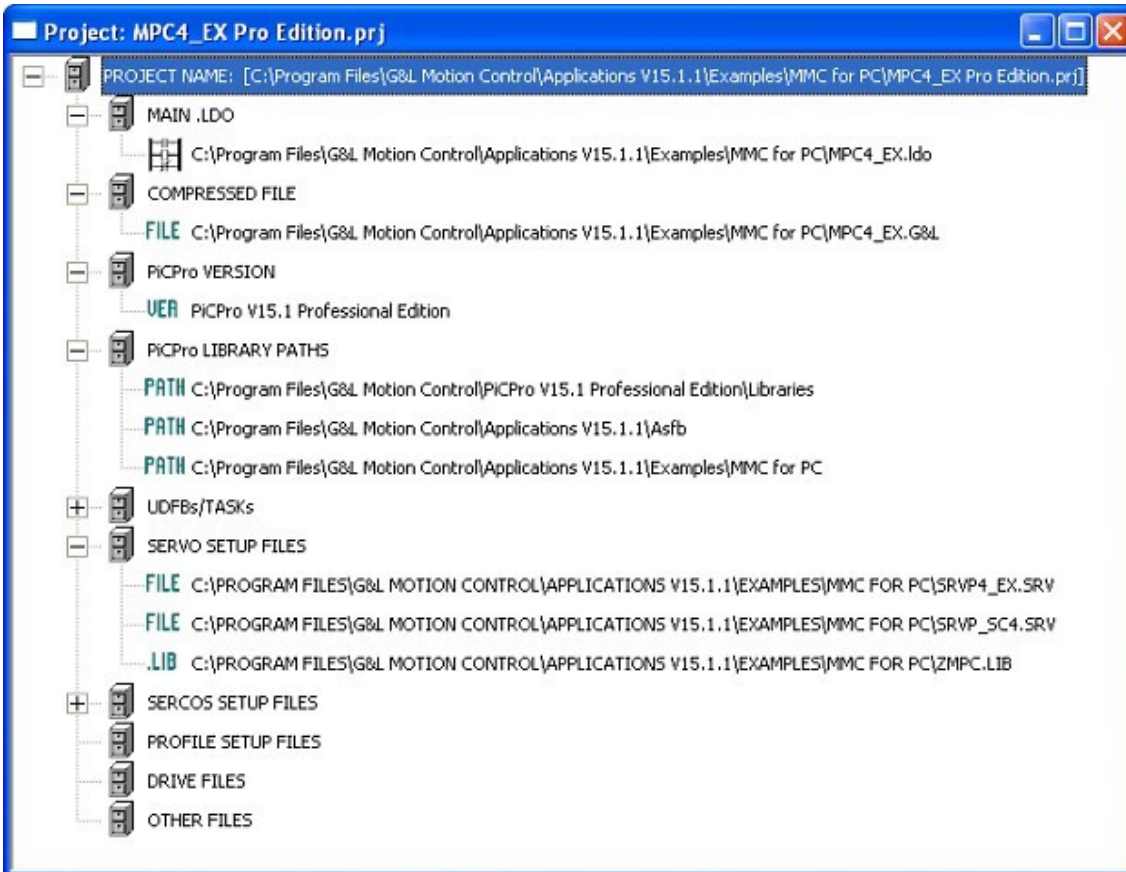 Project: MPC4_EX Pro Edition.prj
PROJECT NAME: [C:\Program Files\G&L Motion Control\Applications V15.1.1\Examples\MMC for PC\MPC4_EX Pro Edition.prj]
MAIN .LDO
C:\Program Files\G&L Motion Control\Applications V15.1.1\Examples\MMC for PC\MPC4_EX.ldo
COMPRESSED FILE
FILE C:\Program Files\G&L Motion Control\Applications V15.1.1\Examples\MMC for PC\MPC4_EX.G&L
PiCPro VERSION
VER PiCPro V15.1 Professional Edition
PiCPro LIBRARY PATHS
PATH C:\Program Files\G&L Motion Control\PiCPro V15.1 Professional Edition\Libraries
PATH C:\Program Files\G&L Motion Control\Applications V15.1.1\Asfb
PATH C:\Program Files\G&L Motion Control\Applications V15.1.1\Examples\MMC for PC
UDFBs/TASKs
SERVO SETUP FILES
FILE C:\PROGRAM FILES\G&L MOTION CONTROL\APPLICATIONS V15.1.1\EXAMPLES\MMC FOR PC\SRVP4_EX.SRV
FILE C:\PROGRAM FILES\G&L MOTION CONTROL\APPLICATIONS V15.1.1\EXAMPLES\MMC FOR PC\SRVP_SC4.SRV
.LIB C:\PROGRAM FILES\G&L MOTION CONTROL\APPLICATIONS V15.1.1\EXAMPLES\MMC FOR PC\ZMPC.LIB
SERCOS SETUP FILES
PROFILE SETUP FILES
DRIVE FILES
OTHER FILES